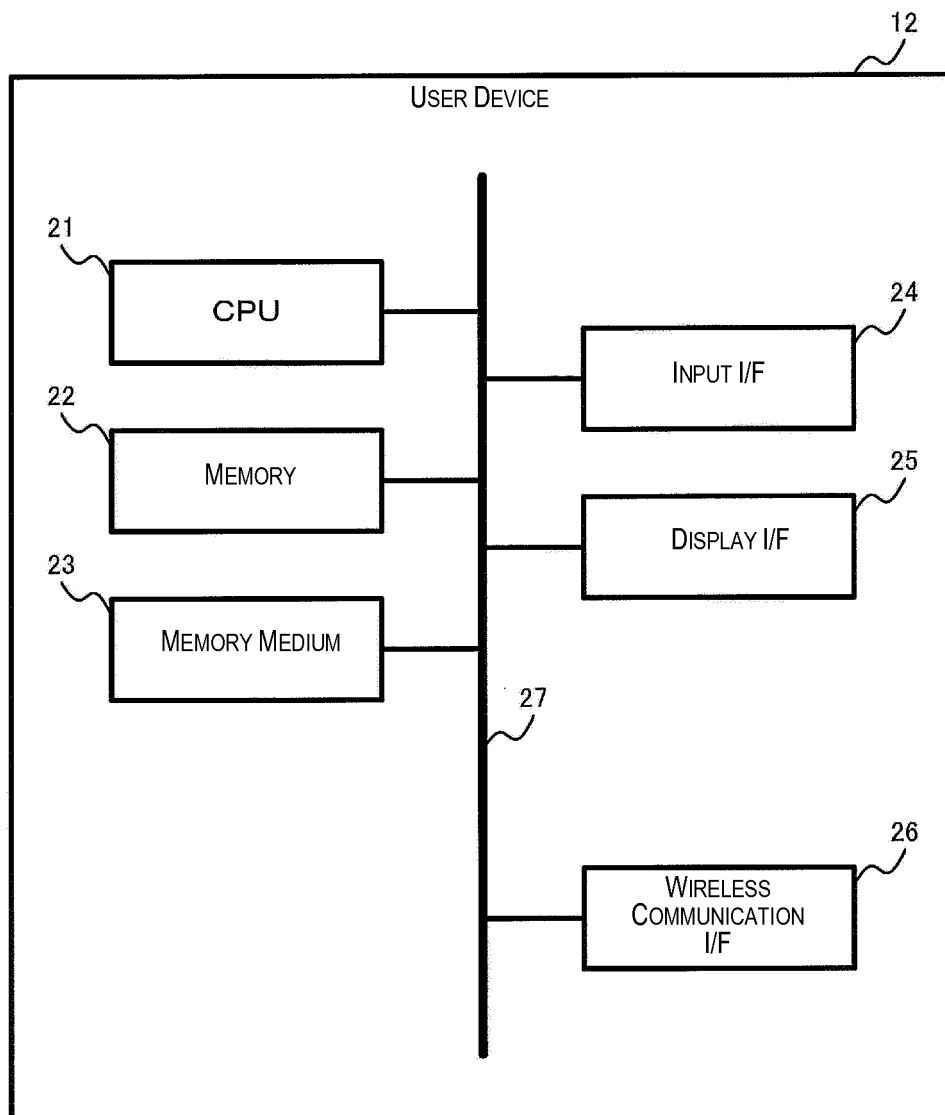 12
USER DEVICE
21
CPU
24
INPUT I/F
22
MEMORY
25
DISPLAY I/F
23
MEMORY MEDIUM
27
26
WIRELESS
COMMUNICATION
I/F